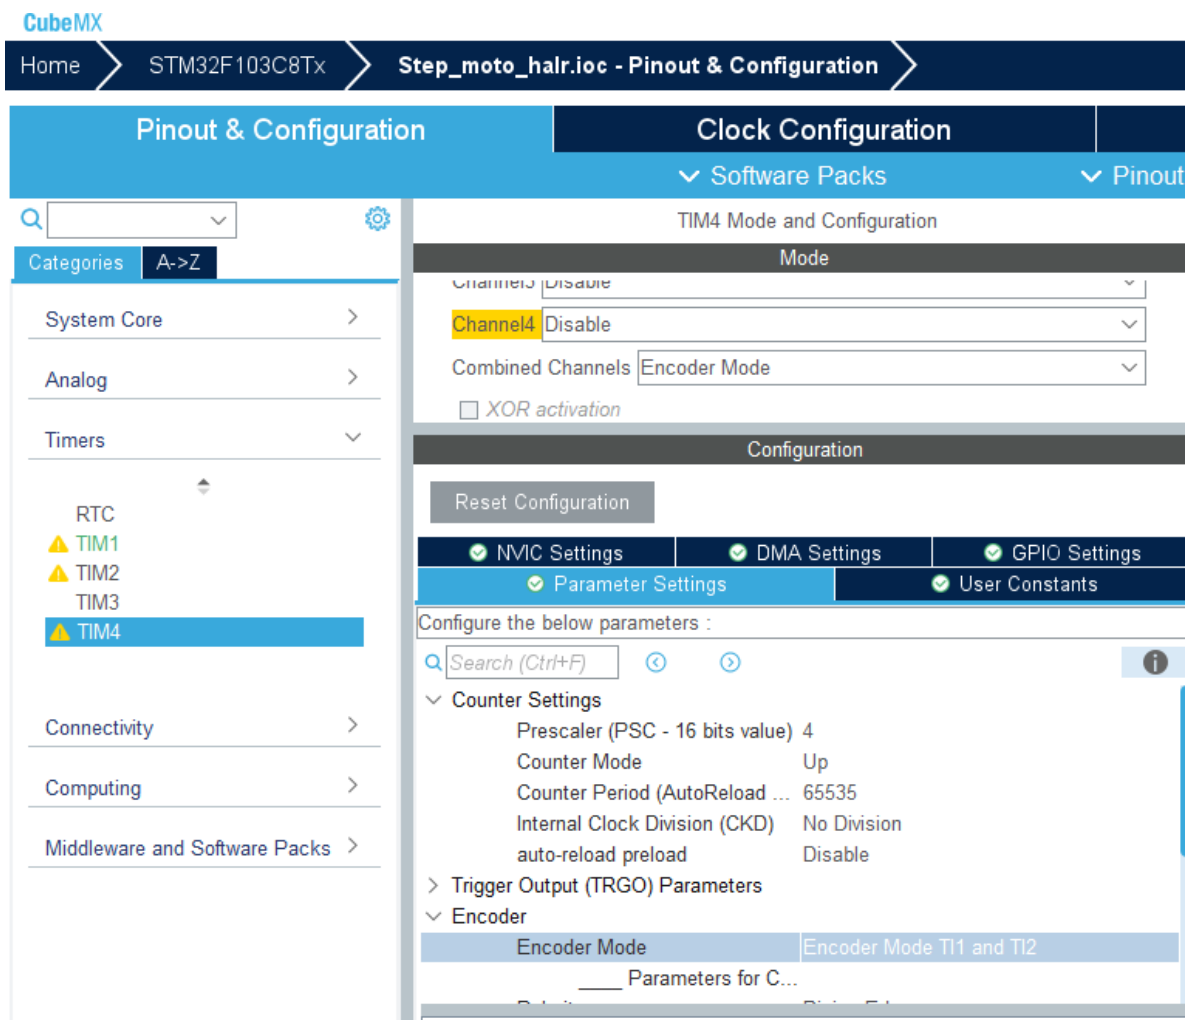 CubeMX
Home
STM32F103C8Tx
Step_moto_halr.ioc - Pinout & Configuration
Pinout & Configuration
Clock Configuration
Software Packs
Pinout
TIM4 Mode and Configuration
Categories
A->Z
Mode
Disable
System Core
Channel4 Disable
Combined Channels Encoder Mode
Analog
XOR activation
Timers
Configuration
Reset Configuration
RTC
TIM1
TIM2
TIM3
TIM4
NVIC Settings
DMA Settings
GPIO Settings
Parameter Settings
User Constants
Configure the below parameters :
Search (Ctrl+F)
Counter Settings
Prescaler (PSC - 16 bits value) 4
Counter Mode Up
Counter Period (AutoReload ... 65535
Internal Clock Division (CKD) No Division
auto-reload preload Disable
Trigger Output (TRGO) Parameters
Encoder
Encoder Mode Encoder Mode TI1 and TI2
____ Parameters for C...
Connectivity
Computing
Middleware and Software Packs